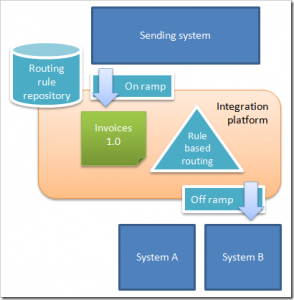 Sending system
Routing
rule
repository
On ramp
Integration
platform
Invoices
1.0
Rule
based
routing
Off ramp
System A
System B